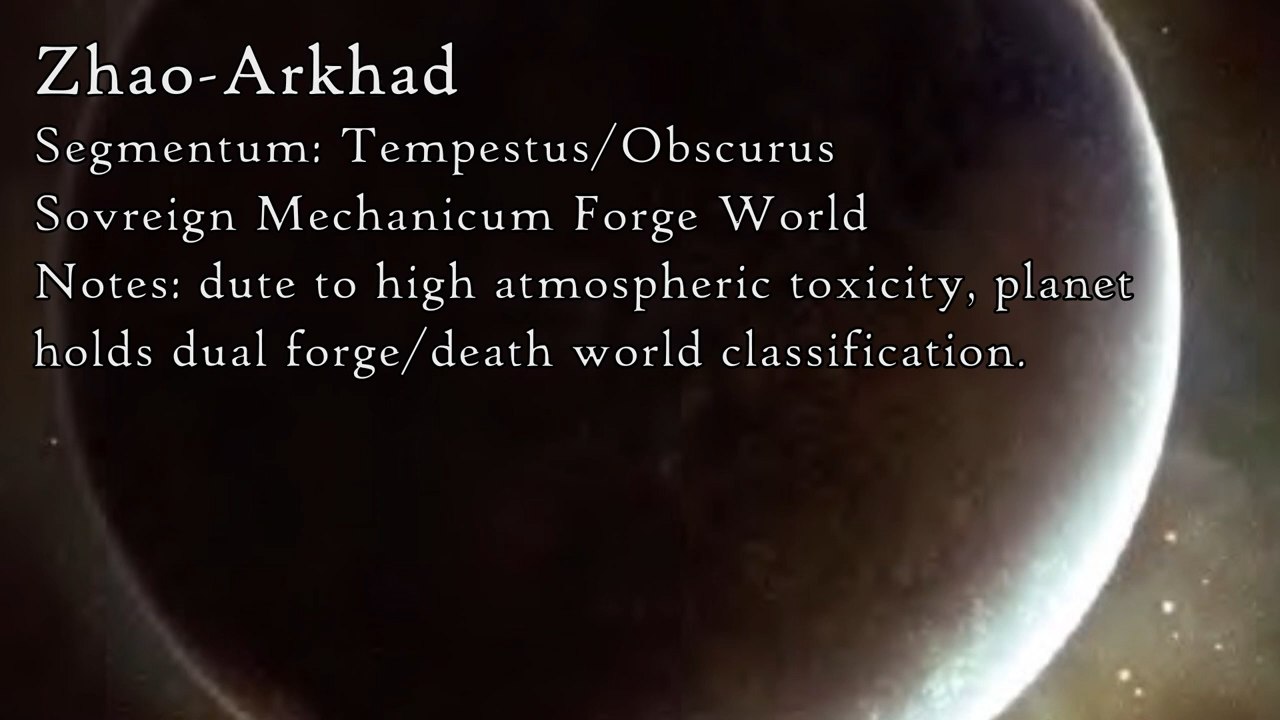 Zhao-Arkhad
Segmentum: Tempestus/Obscurus
Sovreign Mechanicum Forge World
Notes: dute to high atmospheric toxicity, planet
holds dual forge/death world classification.